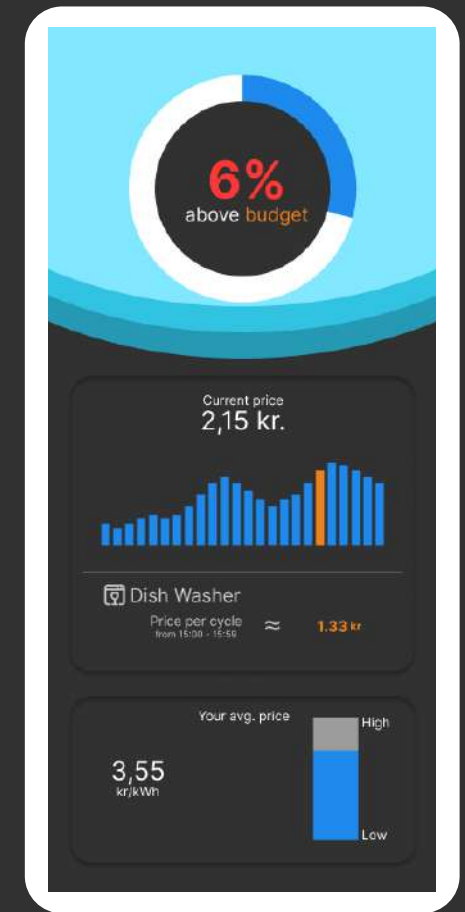 6%
above budget
Current price
2,15 kr.
Dish Washer
Price per cycle
from 15:00 - 15:59
≈ 1.33 kr
Your avg. price
High
3,55
kr/kWh
Low